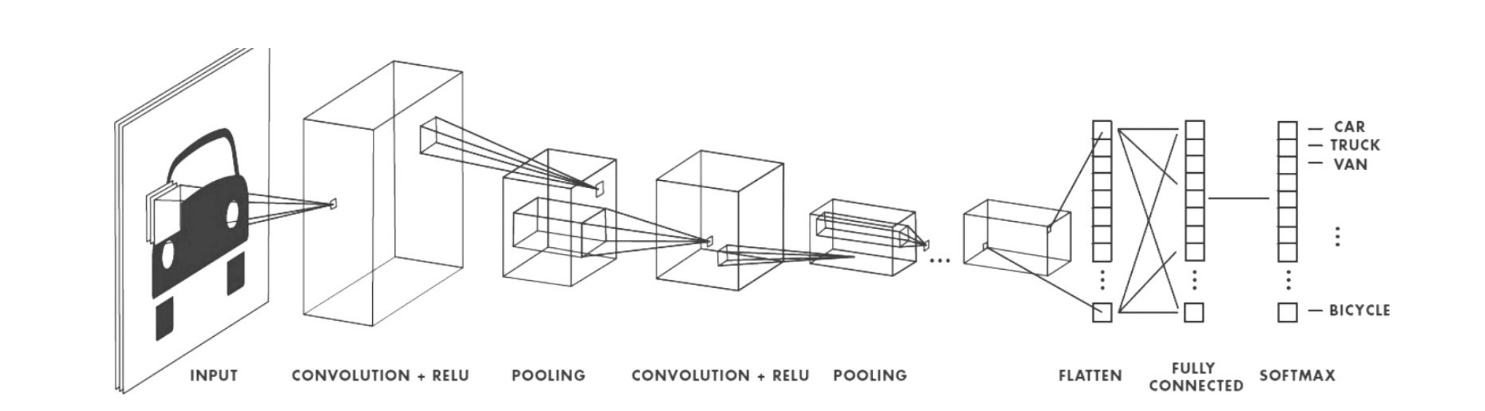 CAR
TRUCK
VAN
BICYCLE
INPUT
CONVOLUTION + RELU
POOLING
CONVOLUTION + RELU
POOLING
FLATTEN
FULLY
CONNECTED
SOFTMAX